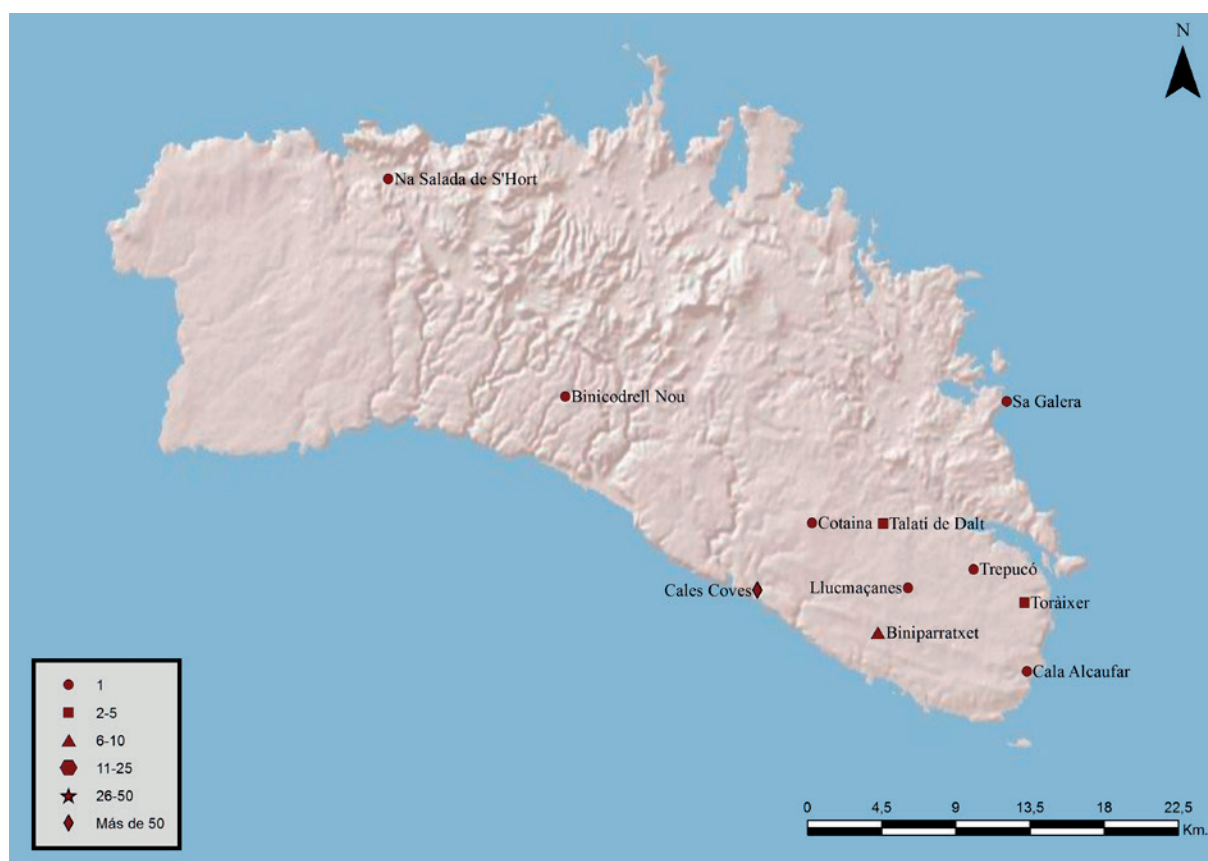 N
Na Salada de S'Hort
Binicodrell Nou
Sa Galera
Cotaina
Talatí de Dalt
Trepucó
Cales Coves
Llucmaçanes
Toràixer
Biniparratxet
Cala Alcaufar
1
2-5
6-10
11-25
26-50
Más de 50
0 4,5 9 13,5 18 22,5
Km.